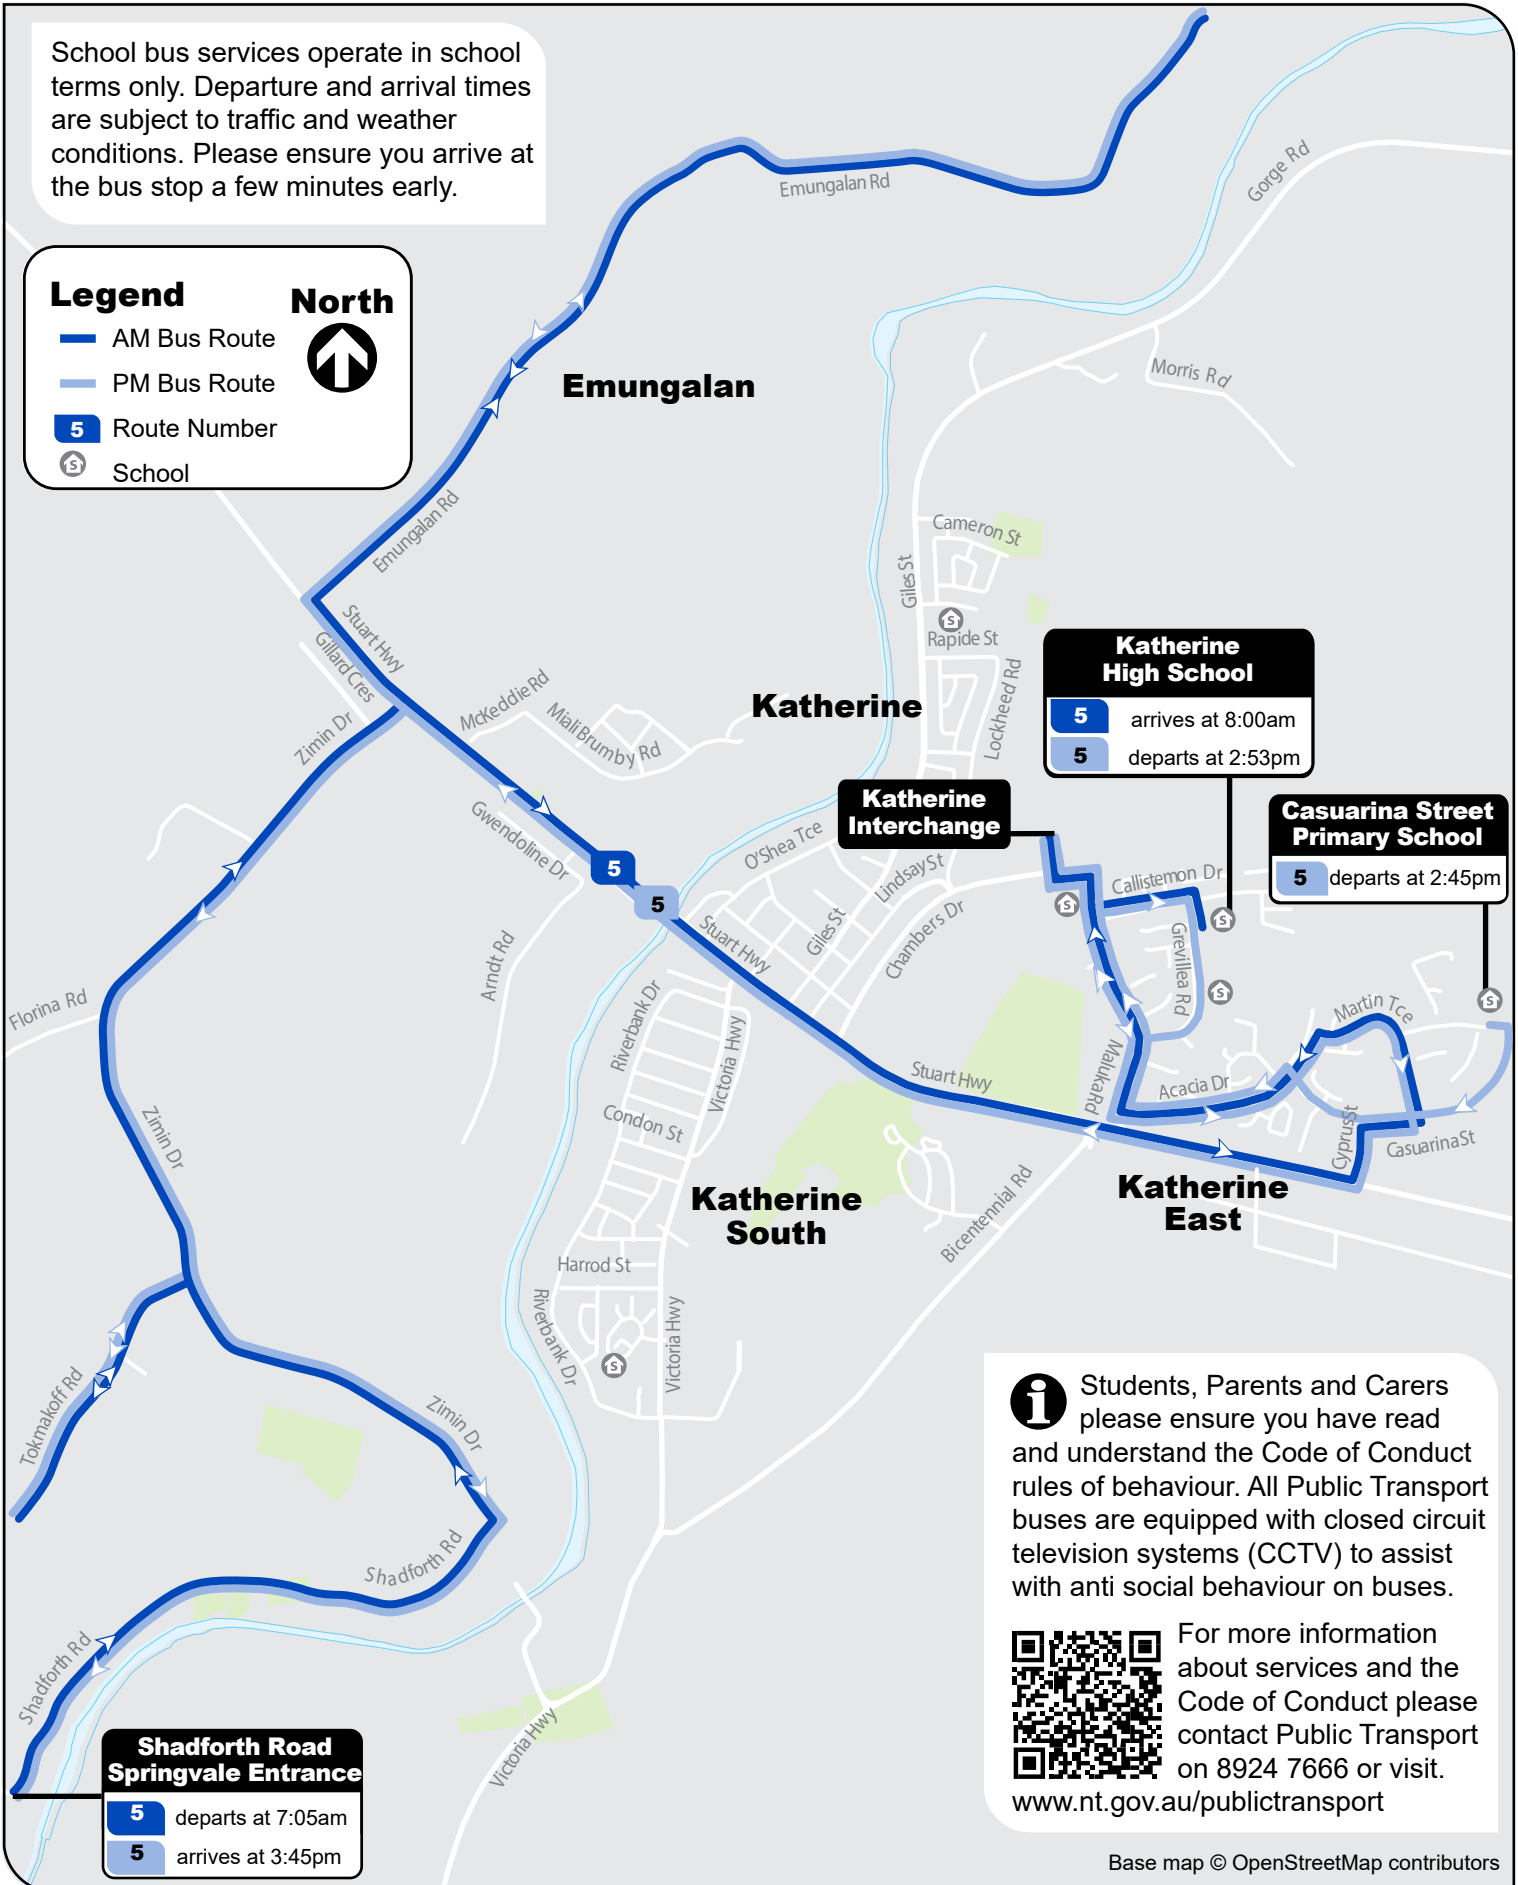 School bus services operate in school
terms only. Departure and arrival times
are subject to traffic and weather
conditions. Please ensure you arrive at
the bus stop a few minutes early.
Legend
North
AM Bus Route
PM Bus Route
5 Route Number
S School
Emungalan Rd
Gorge Rd
Morris Rd
Emungalan
Emungalan Rd
Cameron St
Giles St
S
Rapide St
Lockheed Rd
Stuart Hwy
Gillard Cres
Zimin Dr
McKeddie Rd
Miali Brumby Rd
Katherine
Katherine
High School
5 arrives at 8:00am
5 departs at 2:53pm
Katherine
Interchange
Casuarina Street
Primary School
5 departs at 2:45pm
Gwendoline Dr
O'Shea Tce
Lindsay St
Giles St
Chambers Dr
Callistemon Dr
S
S
Grevillea Rd
S
S
Martin Tce
5
5
Stuart Hwy
Arndt Rd
Florina Rd
Riverbank Dr
Victoria Hwy
Stuart Hwy
Maluka Rd
Acacia Dr
Cyprus St
Casuarina St
Condon St
Zimin Dr
Katherine
South
Bicentennial Rd
Katherine
East
Harrod St
Riverbank Dr
Victoria Hwy
S
Tokmakoff Rd
Zimin Dr
Shadforth Rd
Shadforth Rd
Victoria Hwy
Shadforth Road
Springvale Entrance
5 departs at 7:05am
5 arrives at 3:45pm
i Students, Parents and Carers
please ensure you have read
and understand the Code of Conduct
rules of behaviour. All Public Transport
buses are equipped with closed circuit
television systems (CCTV) to assist
with anti social behaviour on buses.
For more information
about services and the
Code of Conduct please
contact Public Transport
on 8924 7666 or visit.
www.nt.gov.au/publictransport
Base map © OpenStreetMap contributors